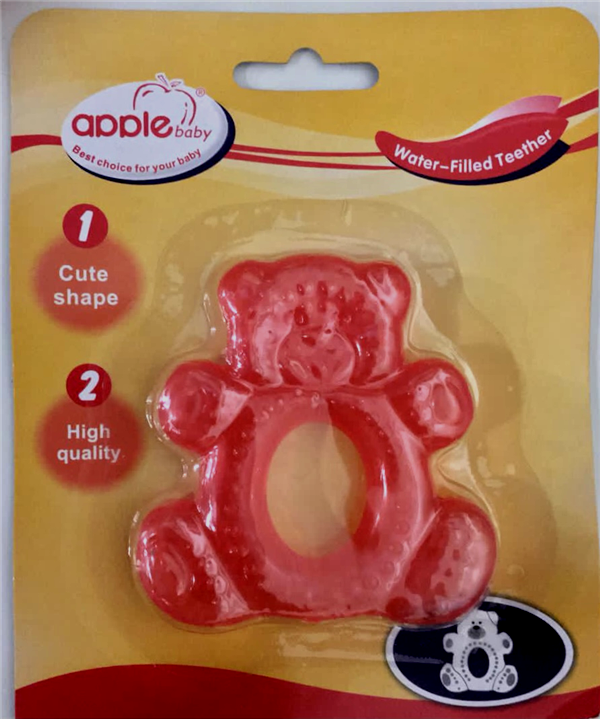 apple baby ®
Best choice for your baby
Water-Filled Teether
1
Cute
shape
2
High
quality